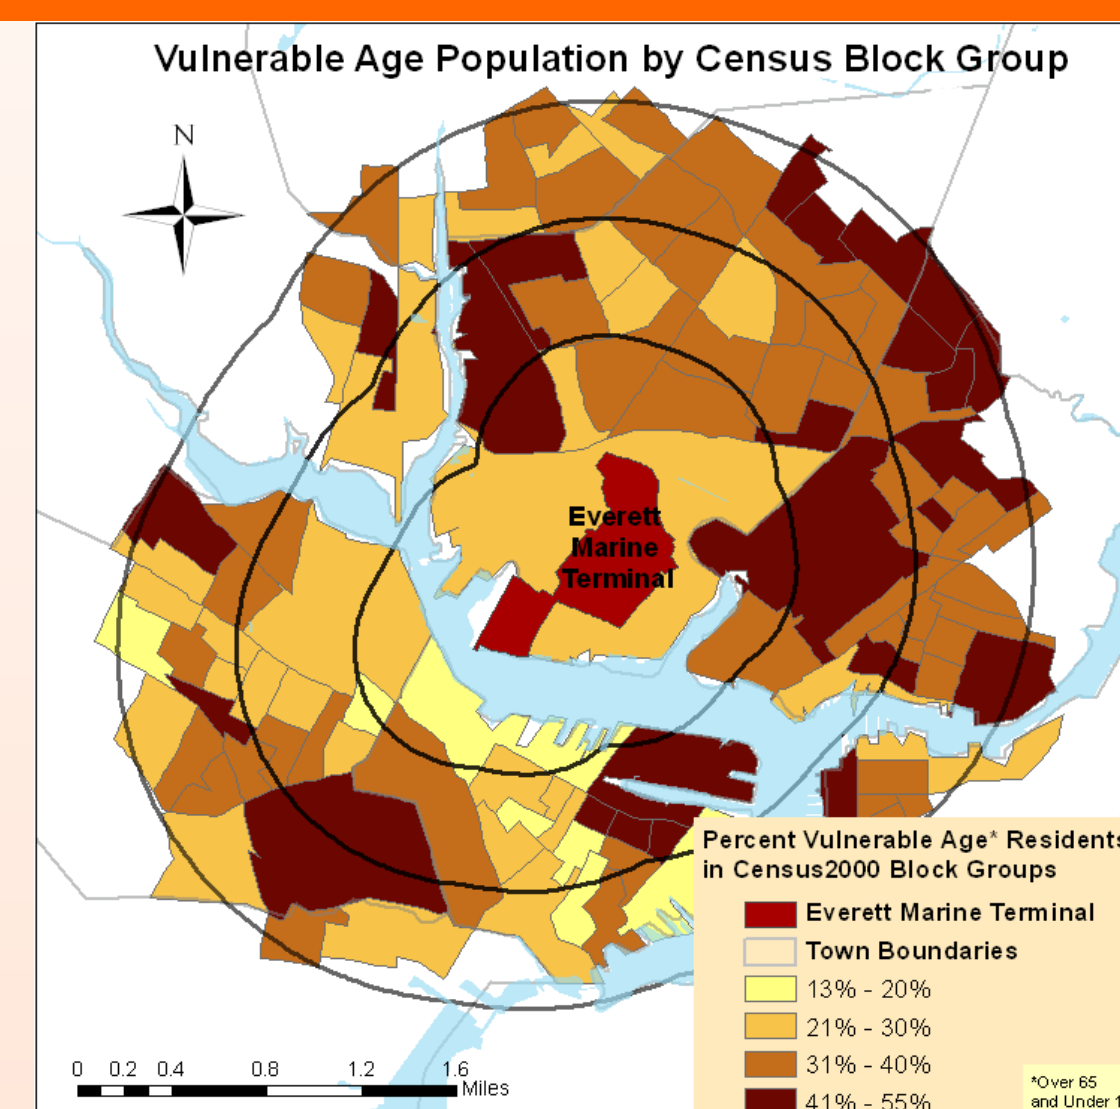 Vulnerable Age Population by Census Block Group
N
Everett
Marine
Terminal
Percent Vulnerable Age* Residents
in Census2000 Block Groups
Everett Marine Terminal
Town Boundaries
13% - 20%
21% - 30%
31% - 40%
41% - 55%
*Over 65
and Under 1
0 0.2 0.4 0.8 1.2 1.6
Miles